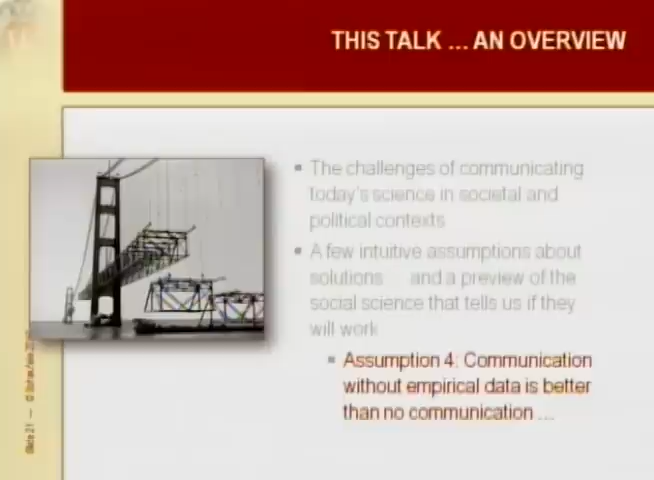 THIS TALK ... AN OVERVIEW
The challenges of communicating
today's science in societal and
political contexts
A few intuitive assumptions about
solutions ... and a preview of the
social science that tells us if they
will work
Assumption 4: Communication
without empirical data is better
than no communication ...
Slide 21 —